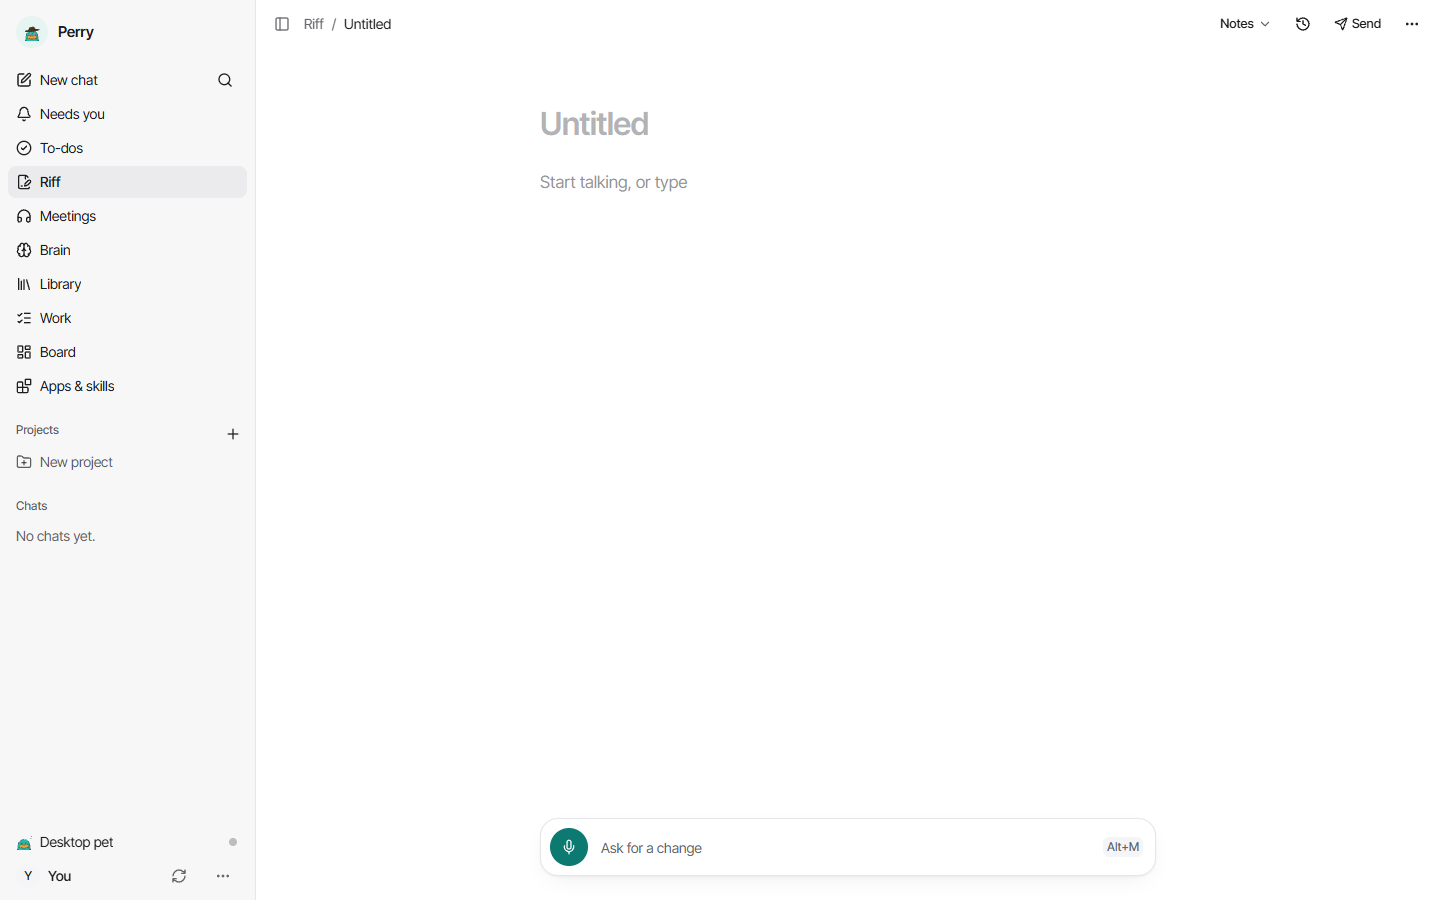 Perry
New chat
Needs you
To-dos
Riff
Meetings
Brain
Library
Work
Board
Apps & skills
Projects
New project
Chats
No chats yet.
Desktop pet
Y You
Riff / Untitled
Notes
Send
Untitled
Start talking, or type
Ask for a change
Alt+M